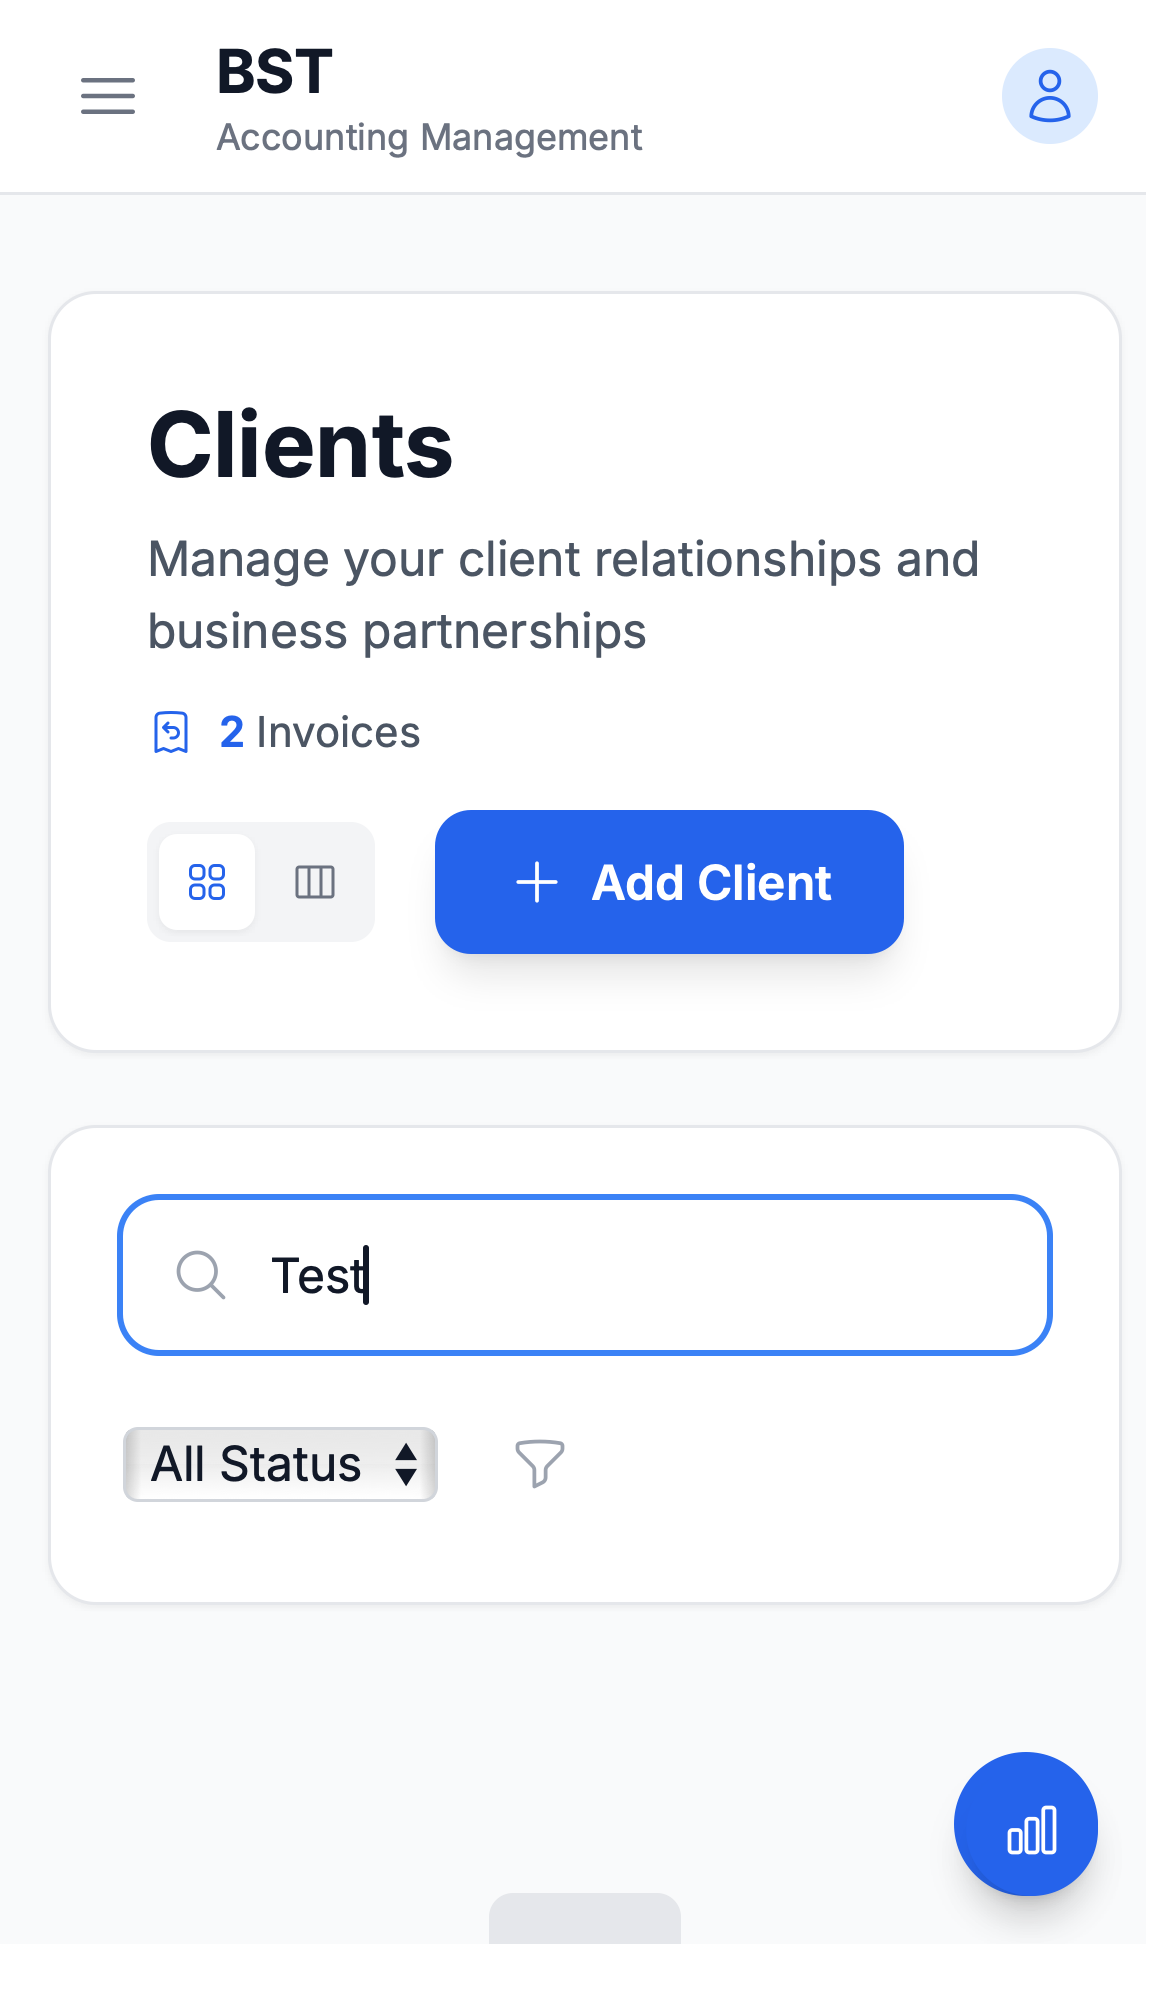 BST
Accounting Management
Clients
Manage your client relationships and
business partnerships
2 Invoices
Add Client
Test
All Status